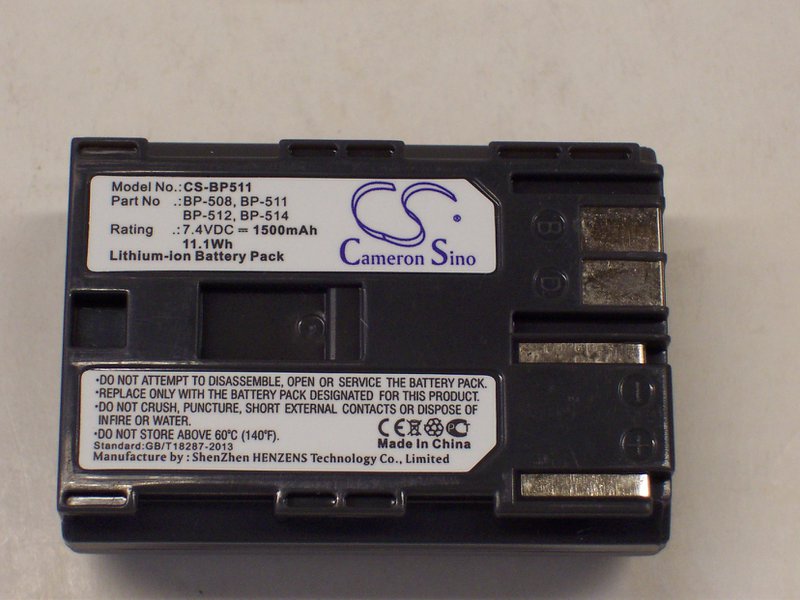 Model No.:CS-BP511
Part No .:BP-508, BP-511
BP-512, BP-514
Rating .:7.4VDC = 1500mAh
11.1Wh
Lithium-ion Battery Pack
CS ®
Cameron Sino
B
D
•DO NOT ATTEMPT TO DISASSEMBLE, OPEN OR SERVICE THE BATTERY PACK.
•REPLACE ONLY WITH THE BATTERY RECOMMENDED FOR THIS PRODUCT.
•DO NOT CRUSH, PUNCTURE, SHORT EXTERNAL CONTACTS OR DISPOSE OF
INFIRE OR WATER.
•DO NOT STORE ABOVE 60°C (140°F).
Standard:GB/T18287-2013
Manufacture by : ShenZhen HENZENS Technology Co., Limited
CE
Made In China
−
+